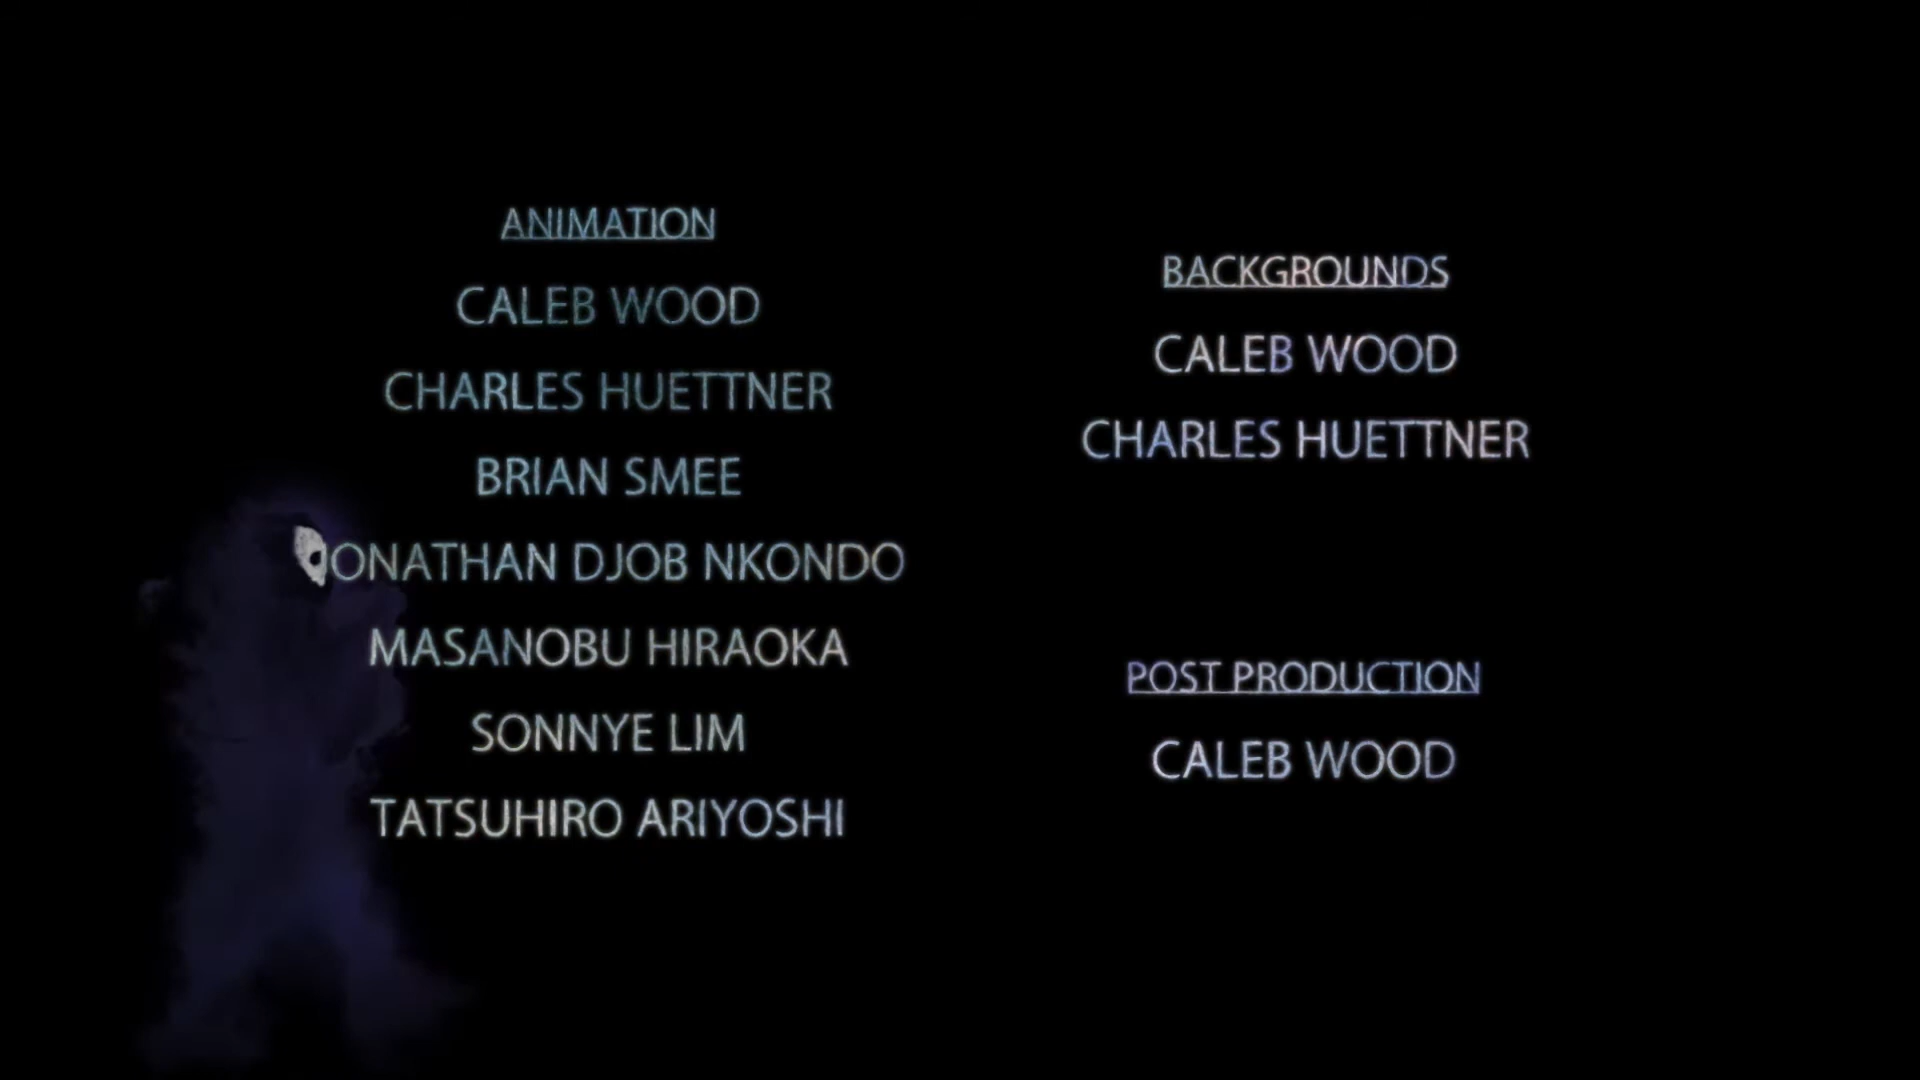 ANIMATION
CALEB WOOD
CHARLES HUETTNER
BRIAN SMEE
JONATHAN DJOB NKONDO
MASANOBU HIRAOKA
SONNYE LIM
TATSUHIRO ARIYOSHI
BACKGROUNDS
CALEB WOOD
CHARLES HUETTNER
POST PRODUCTION
CALEB WOOD